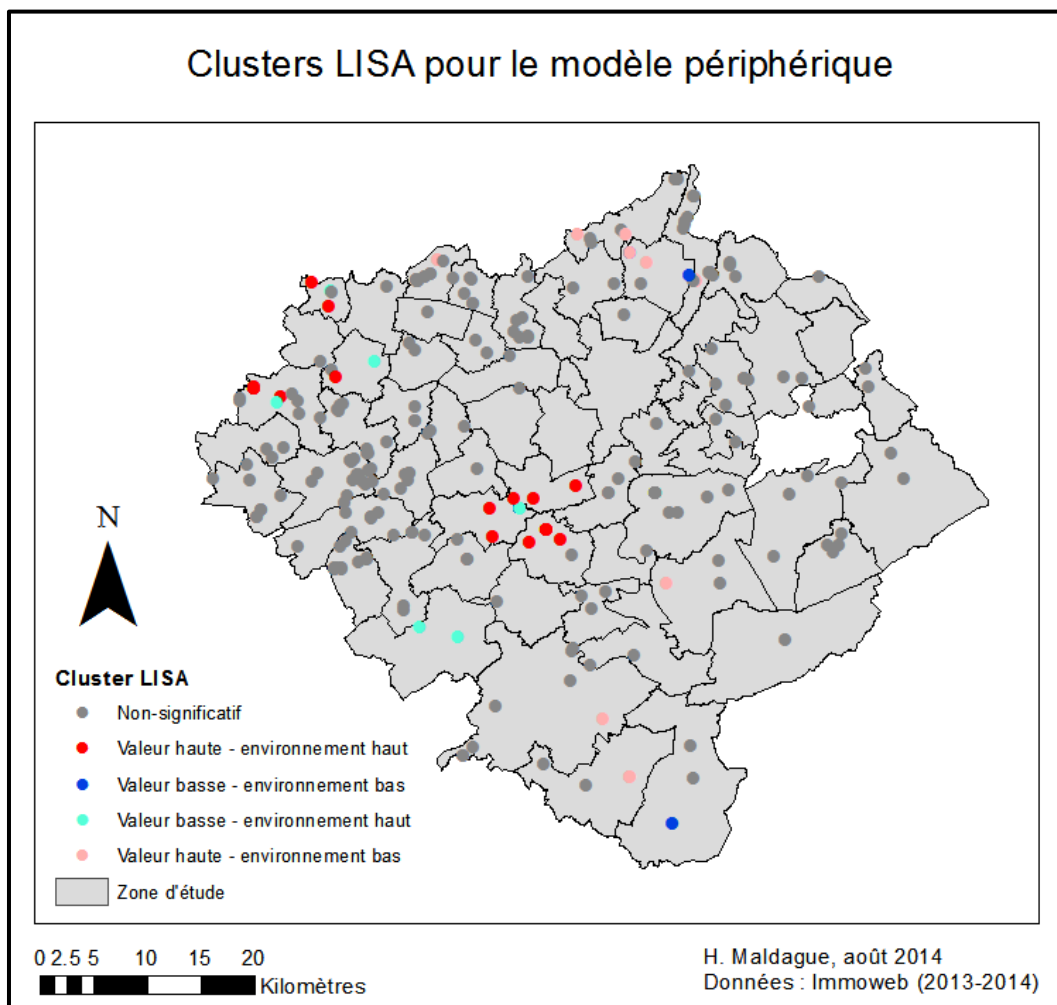 Clusters LISA pour le modèle périphérique
N
Cluster LISA
Non-significatif
Valeur haute - environnement haut
Valeur basse - environnement bas
Valeur basse - environnement haut
Valeur haute - environnement bas
Zone d'étude
0 2.5 5 10 15 20
Kilomètres
H. Maldague, août 2014
Données : Immoweb (2013-2014)